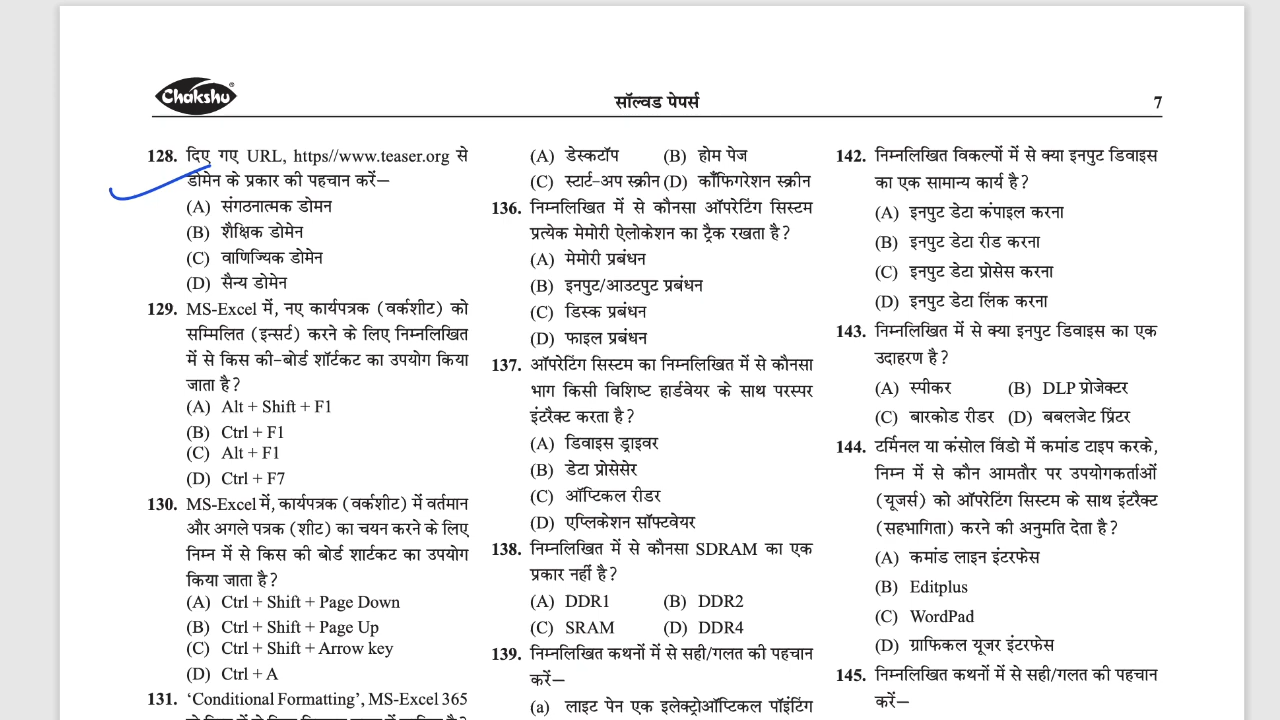 Chakshu
सॉल्वड पेपर्स
7
128. दिए गए URL, https//www.teaser.org से
डोमेन के प्रकार की पहचान करें–
(A) संगठनात्मक डोमन
(B) शैक्षिक डोमेन
(C) वाणिज्यिक डोमेन
(D) सैन्य डोमेन
129. MS-Excel में, नए कार्यपत्रक (वर्कशीट) को
सम्मिलित (इन्सर्ट) करने के लिए निम्नलिखित
में से किस की-बोर्ड शॉर्टकट का उपयोग किया
जाता है?
(A) Alt + Shift + F1
(B) Ctrl + F1
(C) Alt + F1
(D) Ctrl + F7
130. MS-Excel में, कार्यपत्रक (वर्कशीट) में वर्तमान
और अगले पत्रक (शीट) का चयन करने के लिए
निम्न में से किस की बोर्ड शार्टकट का उपयोग
किया जाता है?
(A) Ctrl + Shift + Page Down
(B) Ctrl + Shift + Page Up
(C) Ctrl + Shift + Arrow key
(D) Ctrl + A
131. ‘Conditional Formatting’, MS-Excel 365
(A) डेस्कटॉप (B) होम पेज
(C) स्टार्ट-अप स्क्रीन (D) कॉंफिगरेशन स्क्रीन
136. निम्नलिखित में से कौनसा ऑपरेटिंग सिस्टम
प्रत्येक मेमोरी ऐलोकेशन का ट्रैक रखता है?
(A) मेमोरी प्रबंधन
(B) इनपुट/आउटपुट प्रबंधन
(C) डिस्क प्रबंधन
(D) फाइल प्रबंधन
137. ऑपरेटिंग सिस्टम का निम्नलिखित में से कौनसा
भाग किसी विशिष्ट हार्डवेयर के साथ परस्पर
इंटरैक्ट करता है?
(A) डिवाइस ड्राइवर
(B) डेटा प्रोसेसेर
(C) ऑप्टिकल रीडर
(D) एप्लिकेशन सॉफ्टवेयर
138. निम्नलिखित में से कौनसा SDRAM का एक
प्रकार नहीं है?
(A) DDR1 (B) DDR2
(C) SRAM (D) DDR4
139. निम्नलिखित कथनों में से सही/गलत की पहचान
करें–
(a) लाइट पेन एक इलेक्ट्रोऑप्टिकल पॉइंटिंग
142. निम्नलिखित विकल्पों में से क्या इनपुट डिवाइस
का एक सामान्य कार्य है?
(A) इनपुट डेटा कंपाइल करना
(B) इनपुट डेटा रीड करना
(C) इनपुट डेटा प्रोसेस करना
(D) इनपुट डेटा लिंक करना
143. निम्नलिखित में से क्या इनपुट डिवाइस का एक
उदाहरण है?
(A) स्पीकर (B) DLP प्रोजेक्टर
(C) बारकोड रीडर (D) बबलजेट प्रिंटर
144. टर्मिनल या कंसोल विंडो में कमांड टाइप करके,
निम्न में से कौन आमतौर पर उपयोगकर्ताओं
(यूजर्स) को ऑपरेटिंग सिस्टम के साथ इंटरैक्ट
(सहभागिता) करने की अनुमति देता है?
(A) कमांड लाइन इंटरफेस
(B) Editplus
(C) WordPad
(D) ग्राफिकल यूजर इंटरफेस
145. निम्नलिखित कथनों में से सही/गलत की पहचान
करें–